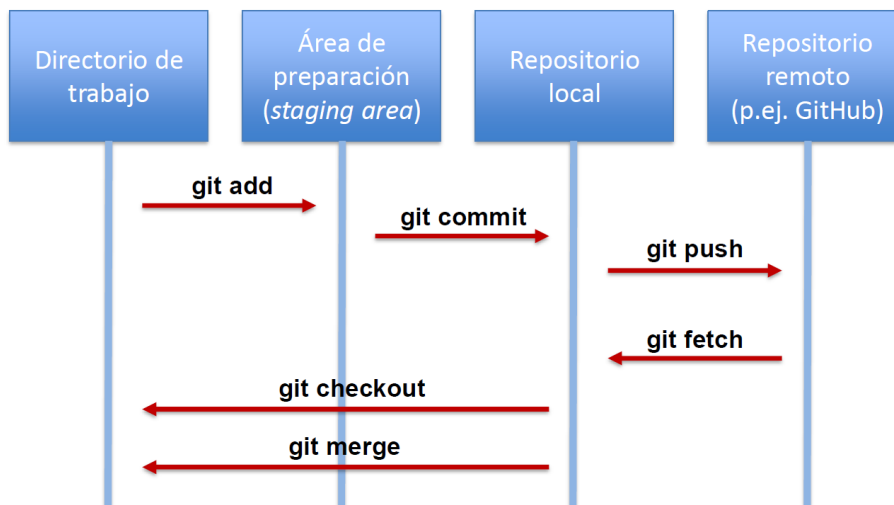 Directorio de
trabajo
Área de
preparación
(staging area)
Repositorio
local
Repositorio
remoto
(p.ej. GitHub)
git add
git commit
git push
git fetch
git checkout
git merge